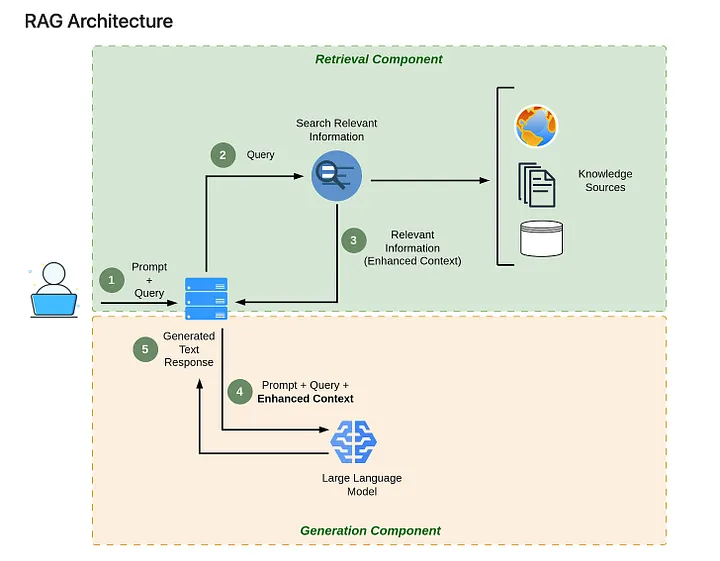 RAG Architecture
Retrieval Component
Search Relevant
Information
2
Query
Knowledge
Sources
3
Relevant
Information
(Enhanced Context)
1
Prompt
+
Query
5
Generated
Text
Response
4
Prompt + Query +
Enhanced Context
Large Language
Model
Generation Component